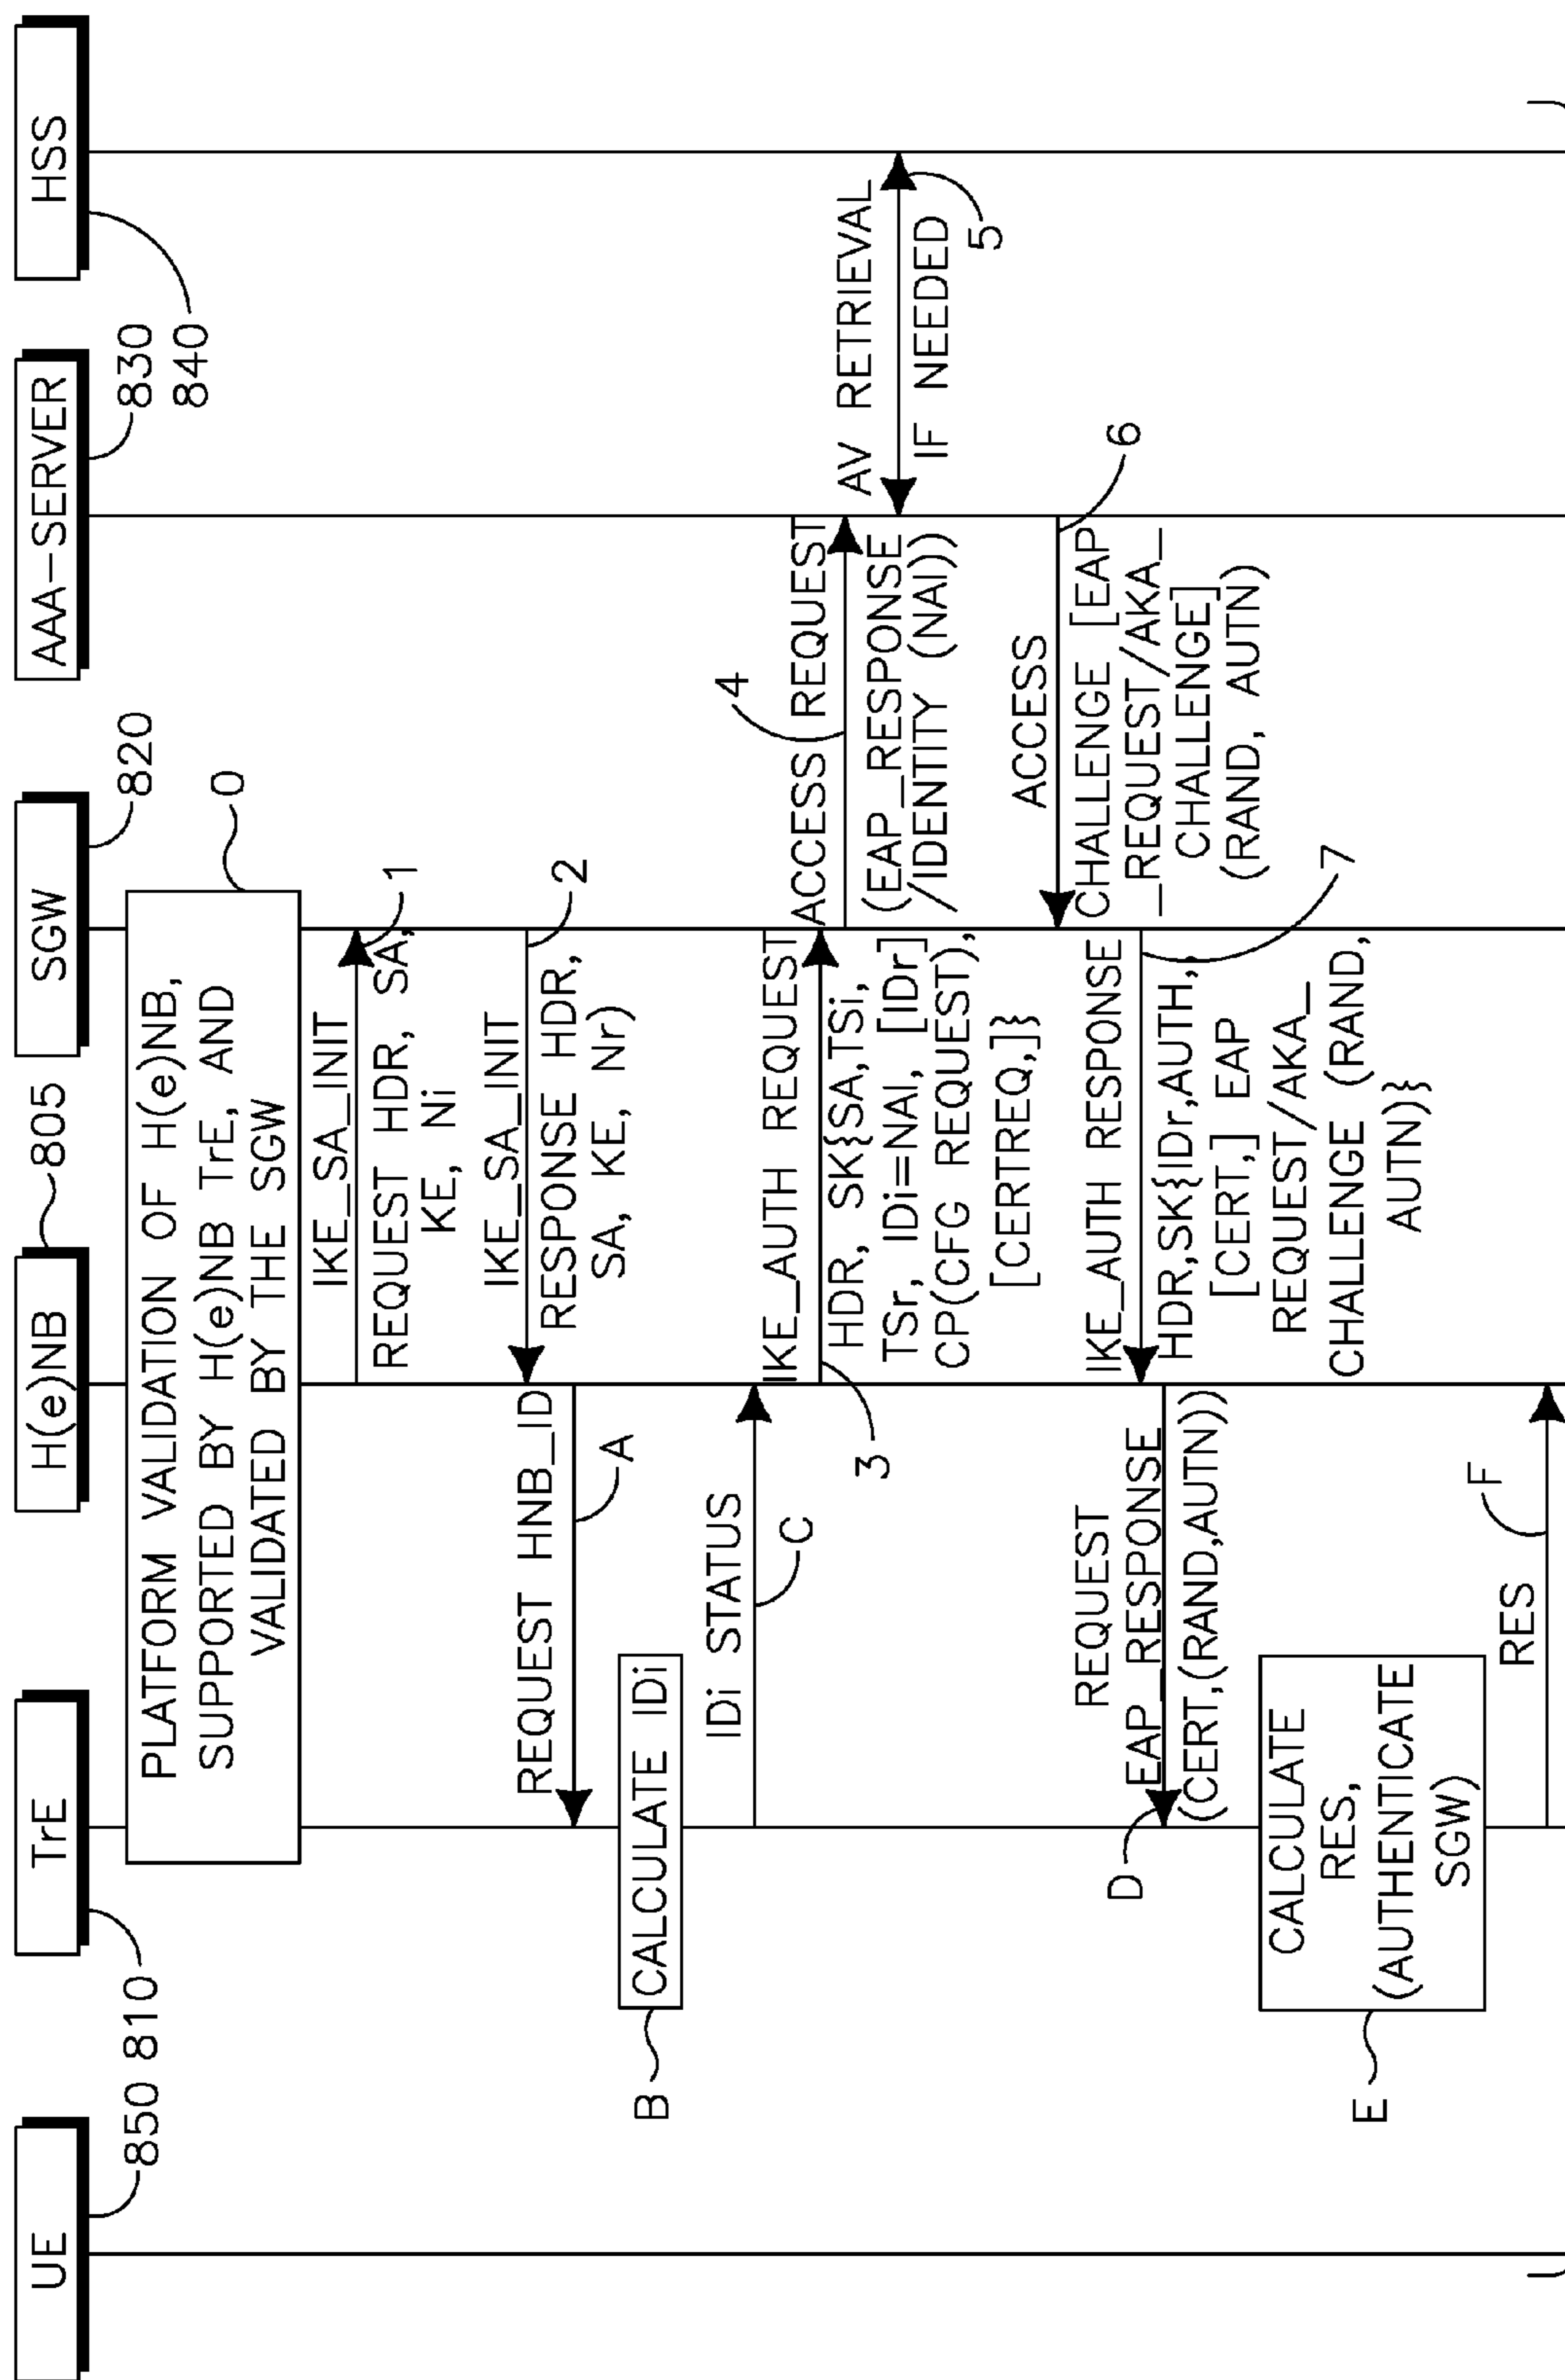 UE
TrE
H(e)NB
SGW
AAA-SERVER
HSS
850
810
805
820
830
840
PLATFORM VALIDATION OF H(e)NB,
SUPPORTED BY H(e)NB TrE, AND
VALIDATED BY THE SGW
0
IKE_SA_INIT
REQUEST HDR, SA,
KE, Ni
1
IKE_SA_INIT
RESPONSE HDR,
SA, KE, Nr)
2
REQUEST HNB_ID
A
CALCULATE IDi
B
IDi STATUS
C
IKE_AUTH REQUEST
HDR, SK{SA,TSi,
TSr, IDi=NAI, [IDr]
CP(CFG REQUEST),
[CERTREQ,]}
3
ACCESS REQUEST
(EAP_RESPONSE
/IDENTITY (NAI))
4
AV RETRIEVAL
IF NEEDED
5
ACCESS
CHALLENGE [EAP
_REQUEST/AKA_
CHALLENGE]
(RAND, AUTN)
6
IKE_AUTH RESPONSE
HDR,SK{IDr,AUTH,
[CERT,] EAP
REQUEST/AKA_
CHALLENGE (RAND,
AUTN)}
7
REQUEST
EAP_RESPONSE
(CERT,(RAND,AUTN))
D
CALCULATE
RES,
(AUTHENTICATE
SGW)
E
RES
F